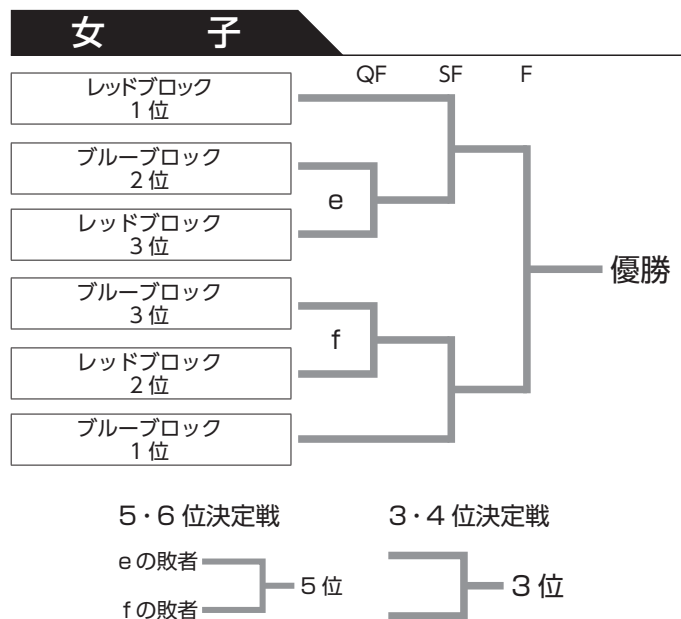 女 子
QF SF F
レッドブロック
1 位
ブルーブロック
2 位
e
レッドブロック
3 位
優勝
ブルーブロック
3 位
f
レッドブロック
2 位
ブルーブロック
1 位
5・6 位決定戦
eの敗者
5 位
fの敗者
3・4 位決定戦
3 位